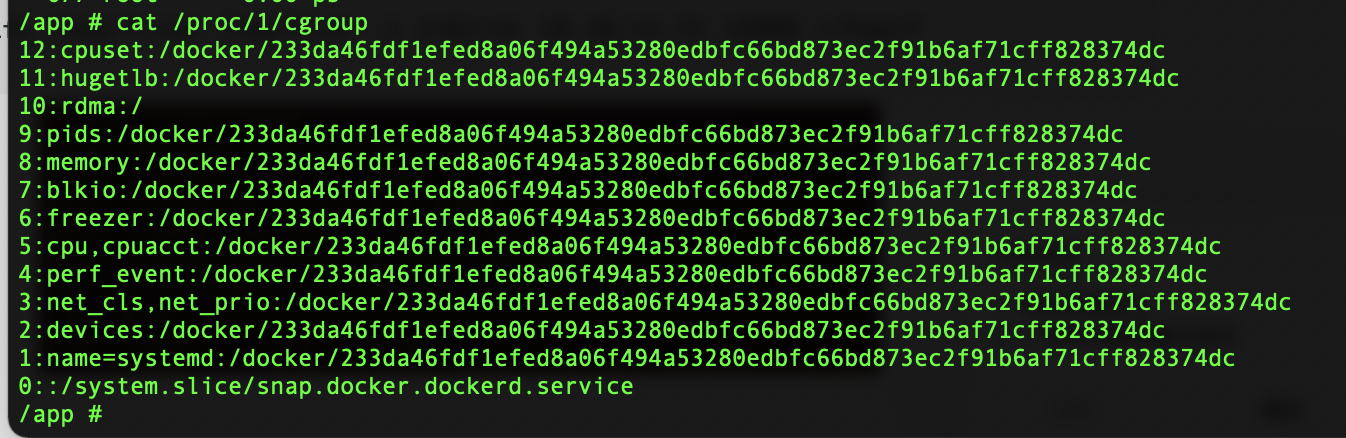 /app # cat /proc/1/cgroup
12:cpuset:/docker/233da46fdf1efed8a06f494a53280edbfc66bd873ec2f91b6af71cff828374dc
11:hugetlb:/docker/233da46fdf1efed8a06f494a53280edbfc66bd873ec2f91b6af71cff828374dc
10:rdma:/
9:pids:/docker/233da46fdf1efed8a06f494a53280edbfc66bd873ec2f91b6af71cff828374dc
8:memory:/docker/233da46fdf1efed8a06f494a53280edbfc66bd873ec2f91b6af71cff828374dc
7:blkio:/docker/233da46fdf1efed8a06f494a53280edbfc66bd873ec2f91b6af71cff828374dc
6:freezer:/docker/233da46fdf1efed8a06f494a53280edbfc66bd873ec2f91b6af71cff828374dc
5:cpu,cpuacct:/docker/233da46fdf1efed8a06f494a53280edbfc66bd873ec2f91b6af71cff828374dc
4:perf_event:/docker/233da46fdf1efed8a06f494a53280edbfc66bd873ec2f91b6af71cff828374dc
3:net_cls,net_prio:/docker/233da46fdf1efed8a06f494a53280edbfc66bd873ec2f91b6af71cff828374dc
2:devices:/docker/233da46fdf1efed8a06f494a53280edbfc66bd873ec2f91b6af71cff828374dc
1:name=systemd:/docker/233da46fdf1efed8a06f494a53280edbfc66bd873ec2f91b6af71cff828374dc
0::/system.slice/snap.docker.dockerd.service
/app #